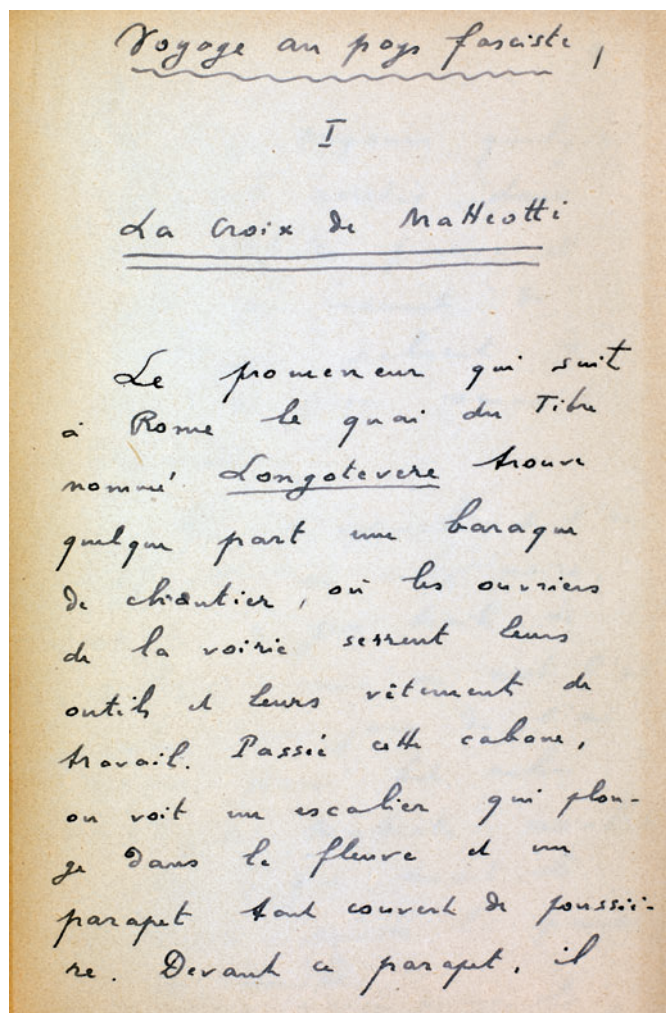 Voyage au pays fasciste
I
La Croix de Matteotti
Le promeneur qui suit
à Rome le quai du Tibre
nommé Longotevere trouve
quelque part une baraque
de chantier, où les ouvriers
de la voirie serrent leurs
outils et leurs vêtement de
travail. Passée cette cabane,
on voit un escalier qui plon-
ge dans le fleuve et un
parapet tout couvert de poussiè-
re. Devant ce parapet, il